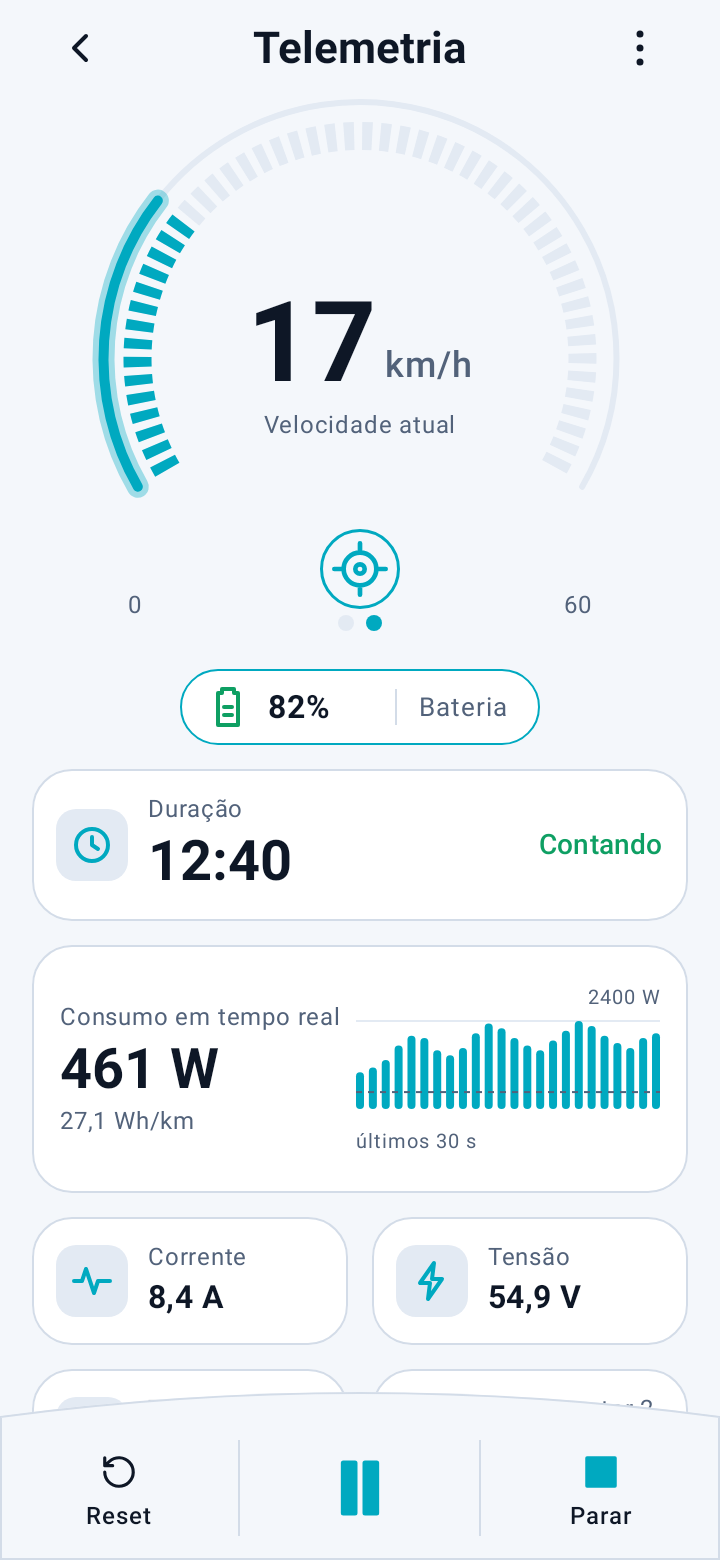 Telemetria
17 km/h
Velocidade atual
0
60
82% Bateria
Duração
12:40
Contando
2400 W
Consumo em tempo real
461 W
27,1 Wh/km
últimos 30 s
Corrente
8,4 A
Tensão
54,9 V
Reset
Parar